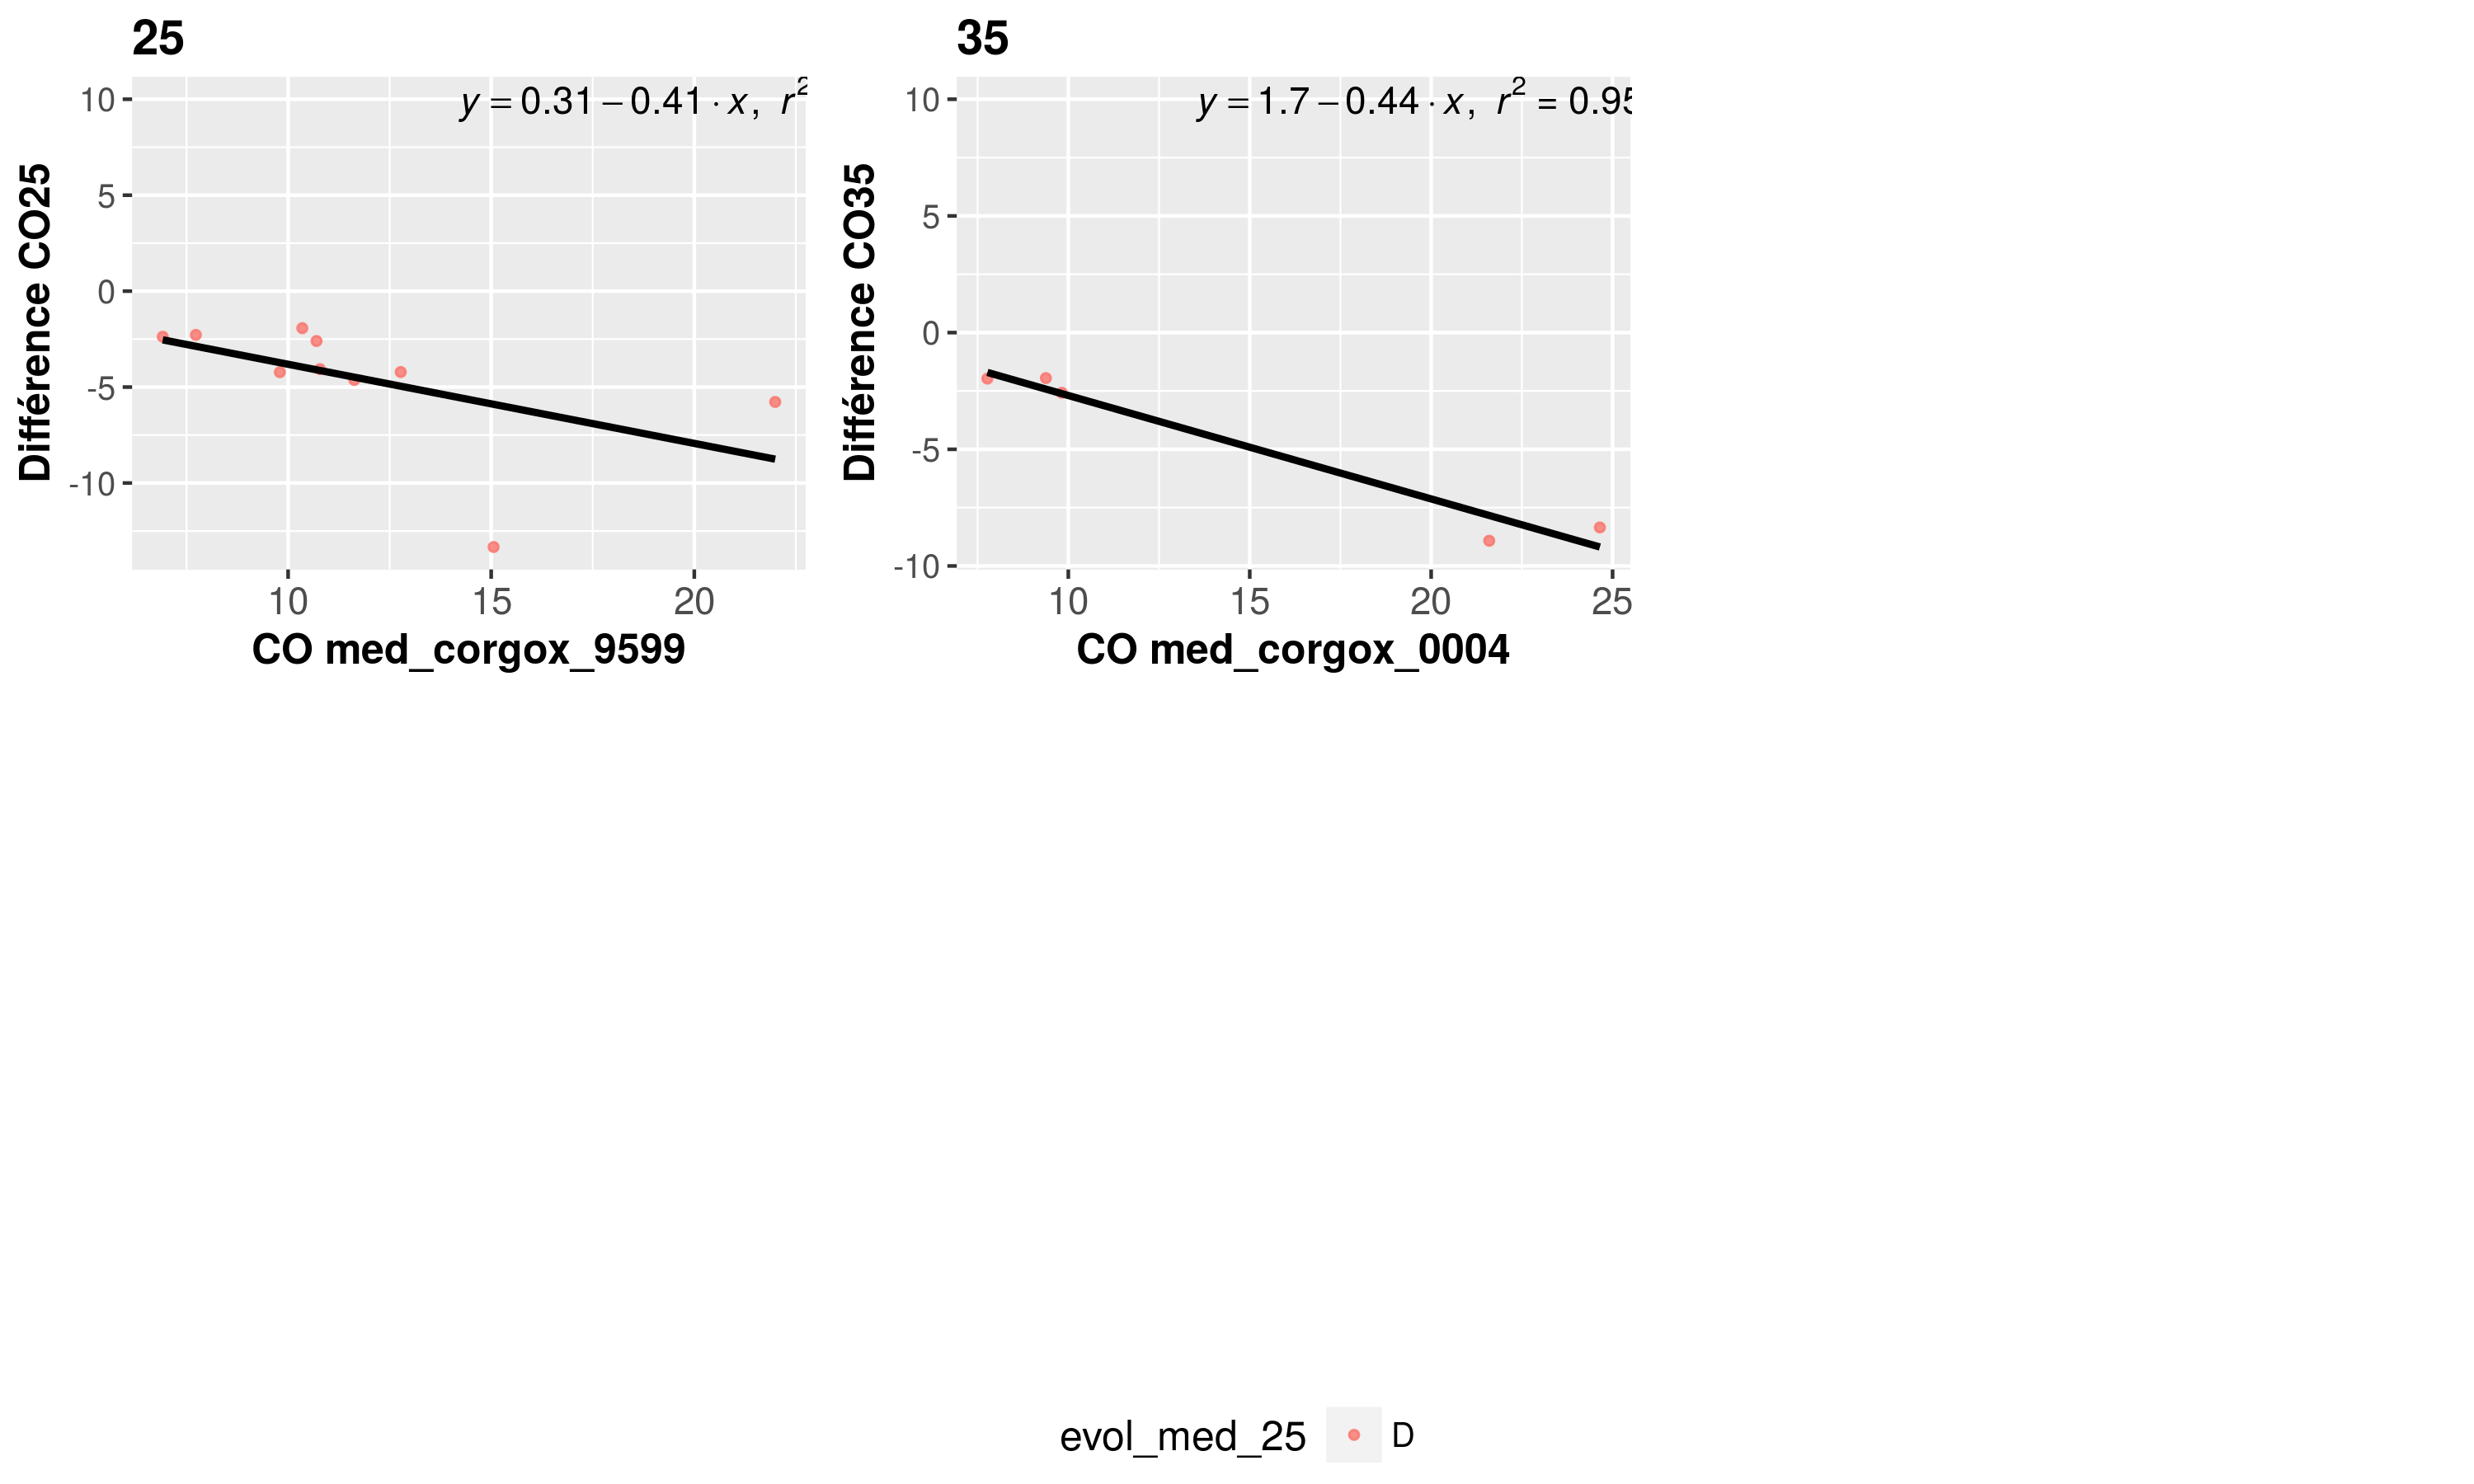 25
y = 0.31 − 0.41 · x, r²
10
5
0
-5
-10
Différence CO25
10 15 20
CO med_corgox_9599
35
y = 1.7 − 0.44 · x, r² = 0.95
10
5
0
-5
-10
Différence CO35
10 15 20 25
CO med_corgox_0004
evol_med_25 D